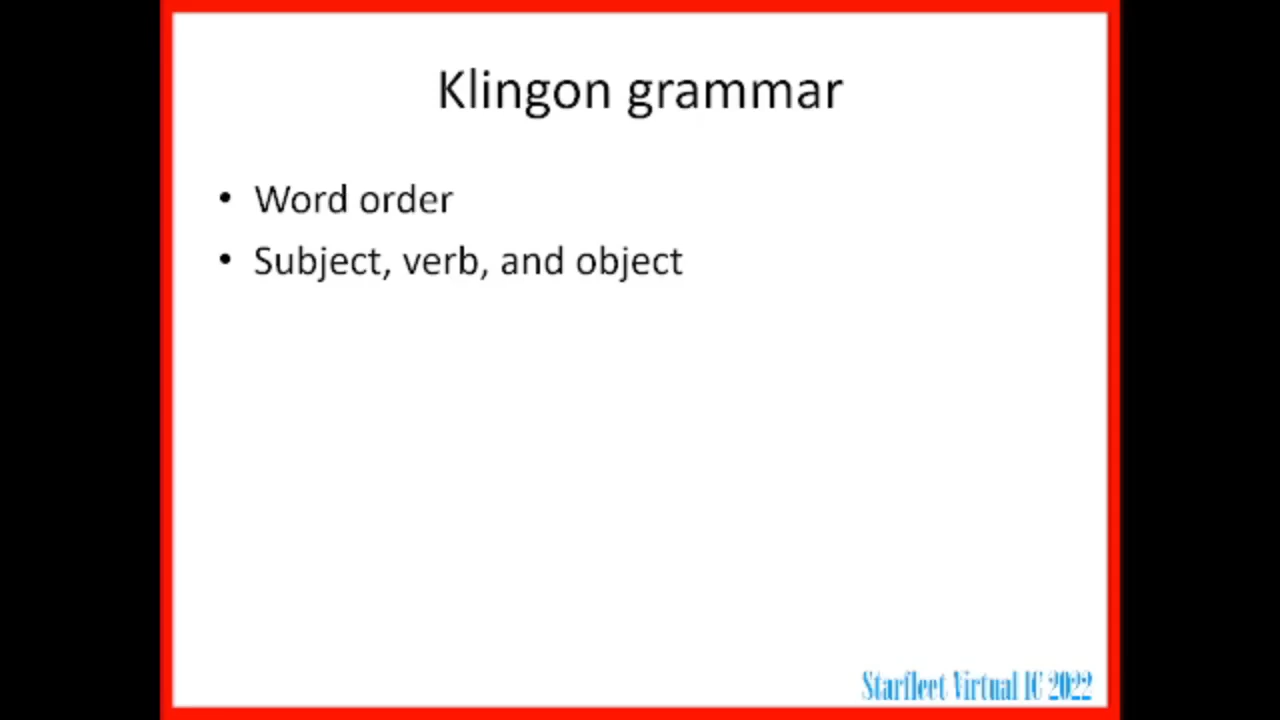 Klingon grammar
• Word order
• Subject, verb, and object
Starfleet Virtual IC 2022